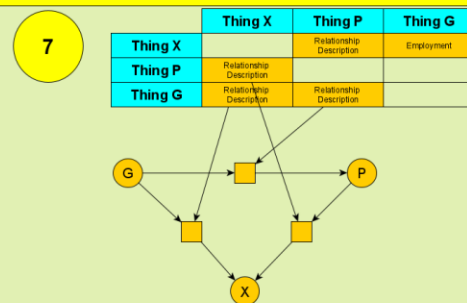 7
Thing X Thing P Thing G
Thing X Relationship Description Employment
Thing P Relationship Description
Thing G Relationship Description Relationship Description
G
P
X